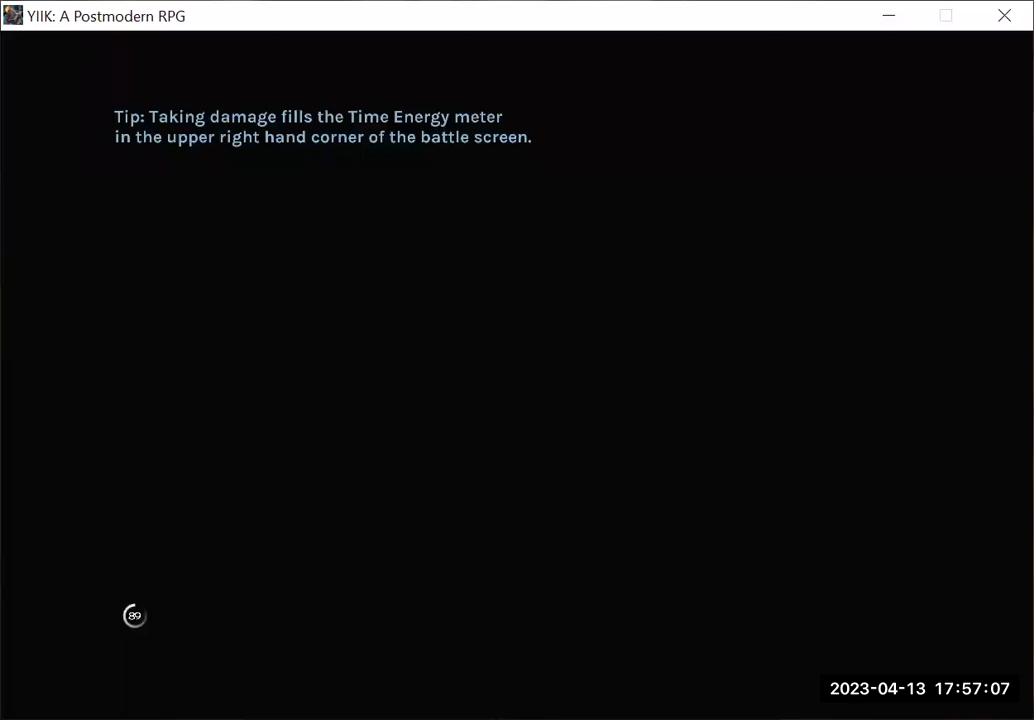 YIIK: A Postmodern RPG
Tip: Taking damage fills the Time Energy meter
in the upper right hand corner of the battle screen.
89
2023-04-13 17:57:07